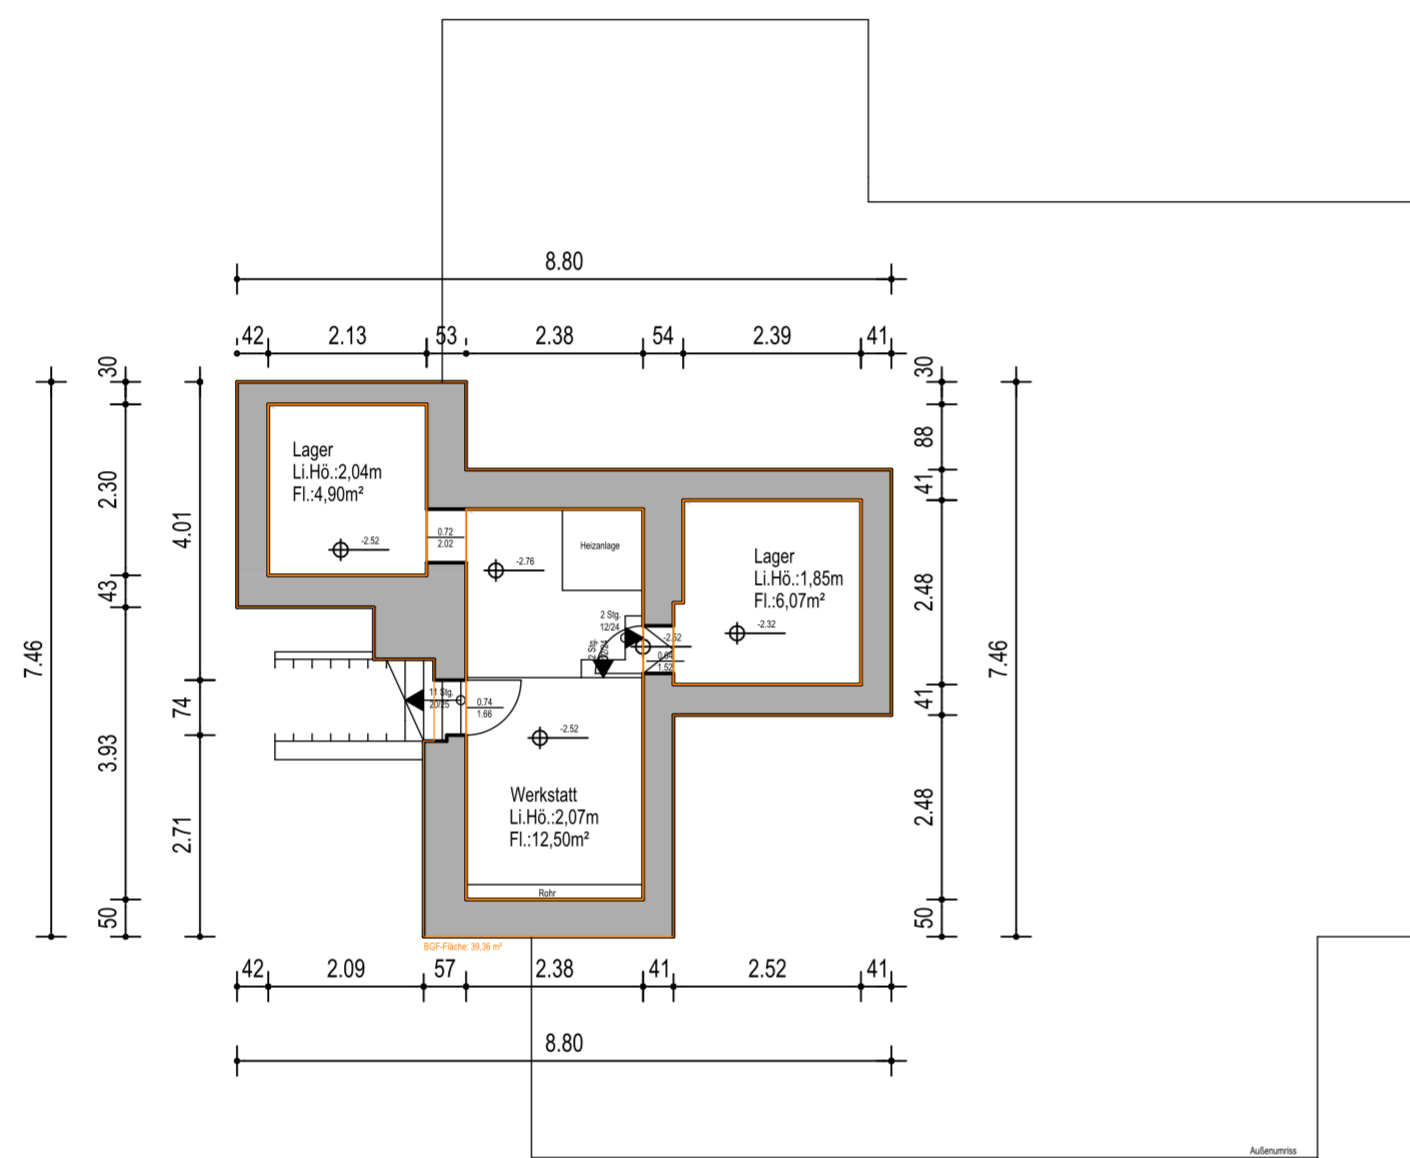 8.80
42 2.13 53 2.38 54 2.39 41
30
2.30
43
3.93
50
7.46
4.01
74
2.71
30
88
41
2.48
41
2.48
50
7.46
Lager
Li.Hö.:2,04m
Fl.:4,90m²
-2.52
0.72
2.02
-2.76
Heizanlage
Lager
Li.Hö.:1,85m
Fl.:6,07m²
-2.32
2 Stg.
12/24
2 Stg.
-2.52
0.64
1.52
11 Stg.
20/25
0.74
1.66
-2.52
Werkstatt
Li.Hö.:2,07m
Fl.:12,50m²
Rohr
BGF-Fläche: 39,36 m²
42 2.09 57 2.38 41 2.52 41
8.80
Außenumriss